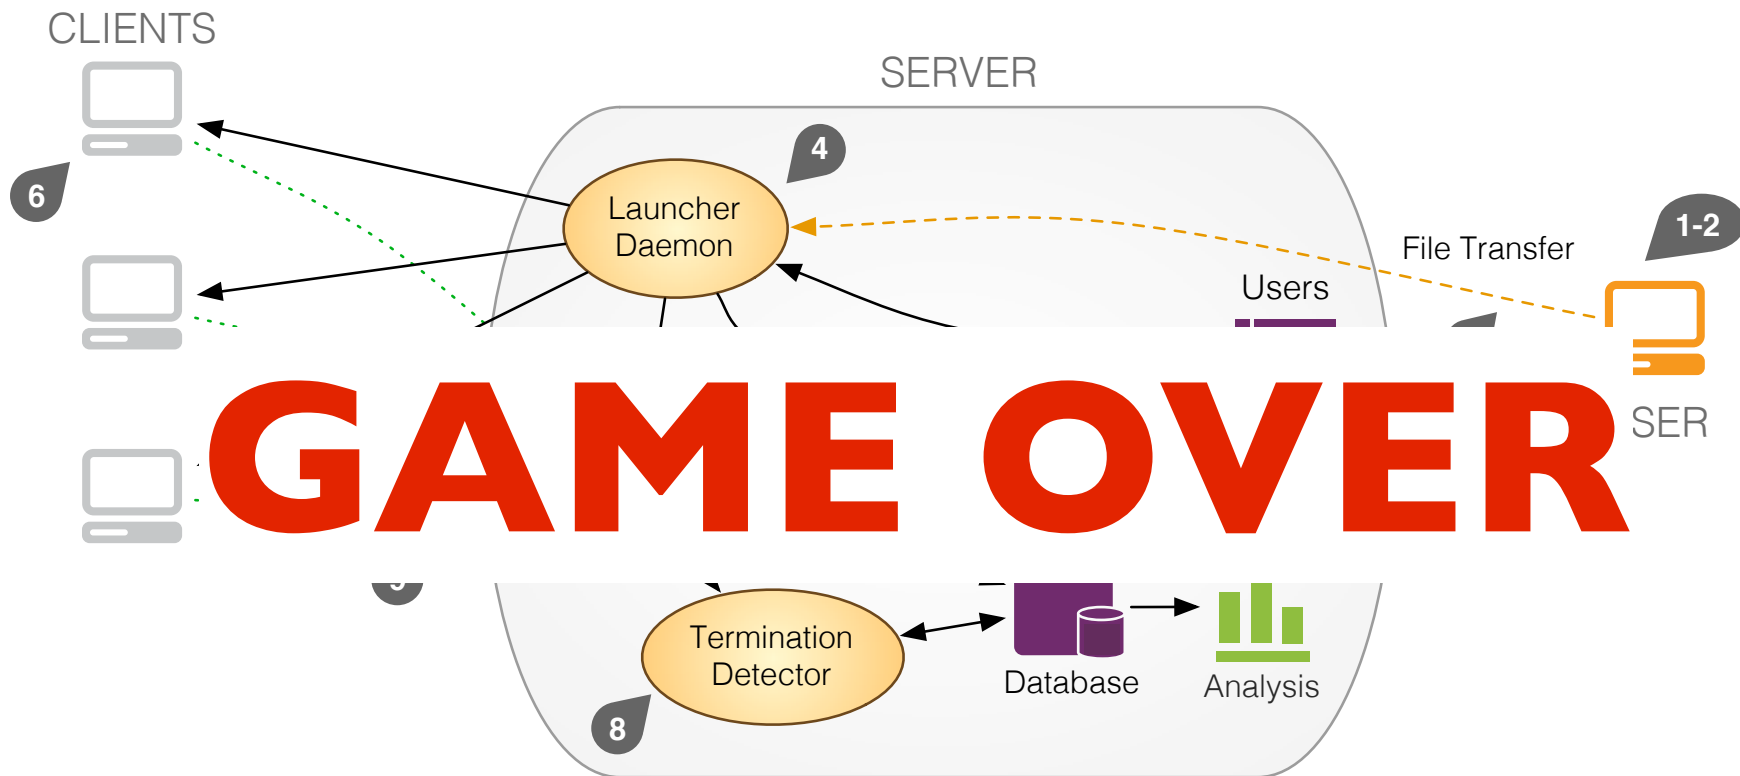 CLIENTS
SERVER
4
6
Launcher
Daemon
1-2
File Transfer
Users
GAME OVER
SER
Termination
Detector
Database
Analysis
8